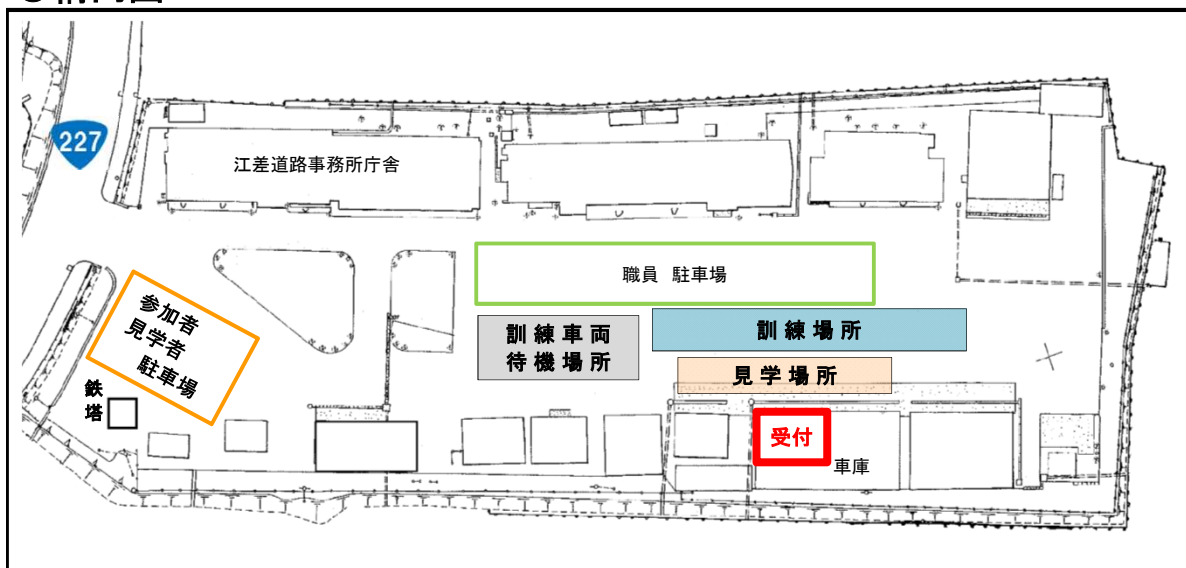 227
江差道路事務所庁舎
職員 駐車場
参加者
見学者
駐車場
訓練車両
待機場所
訓練場所
見学場所
鉄
塔
受付
車庫